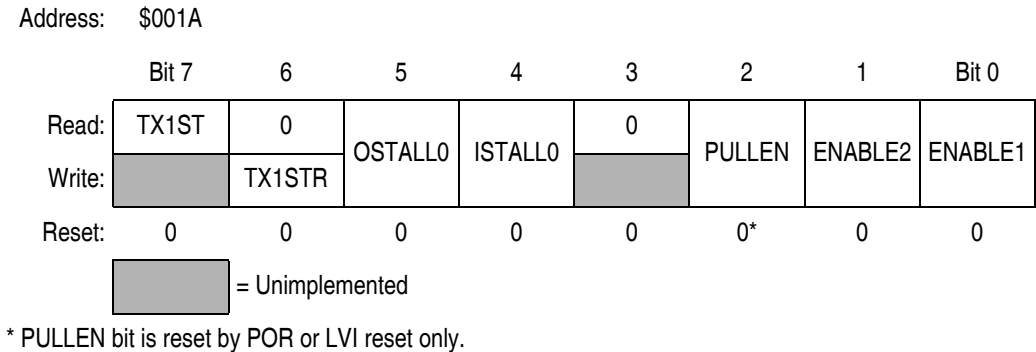 Address: $001A
Bit 7 6 5 4 3 2 1 Bit 0
Read: TX1ST 0 OSTALL0 ISTALL0 0 PULLEN ENABLE2 ENABLE1
Write: TX1STR
Reset: 0 0 0 0 0 0* 0 0
= Unimplemented
* PULLEN bit is reset by POR or LVI reset only.